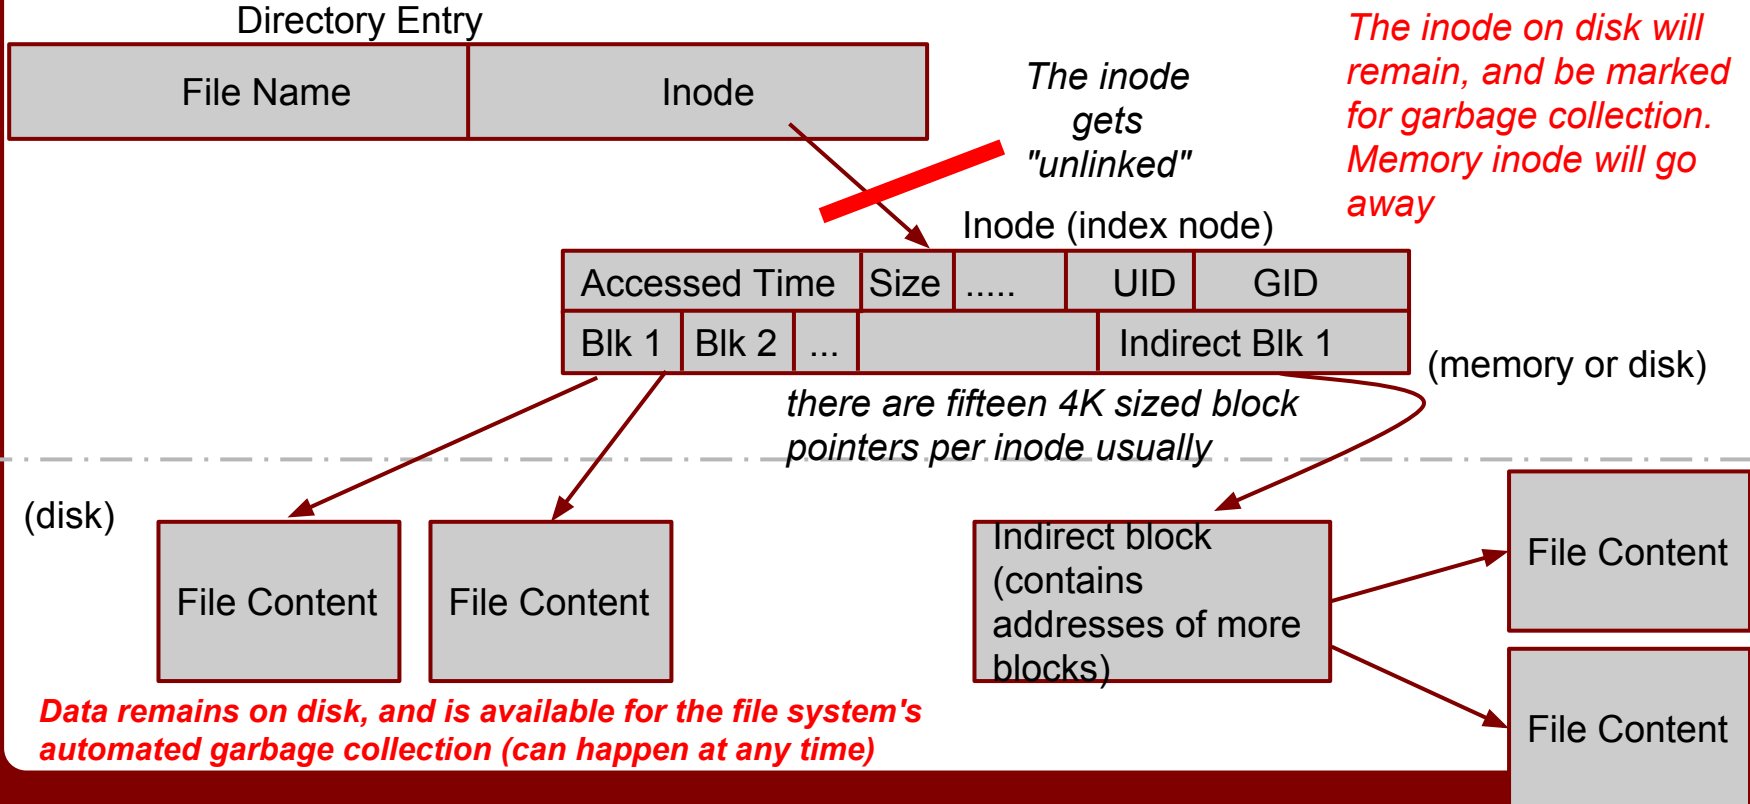 Directory Entry
File Name
Inode
The inode
gets
"unlinked"
The inode on disk will
remain, and be marked
for garbage collection.
Memory inode will go
away
Inode (index node)
Accessed Time
Size
.....
UID
GID
Blk 1
Blk 2
...
Indirect Blk 1
(memory or disk)
there are fifteen 4K sized block
pointers per inode usually
(disk)
File Content
File Content
Indirect block
(contains
addresses of more
blocks)
File Content
File Content
Data remains on disk, and is available for the file system's
automated garbage collection (can happen at any time)